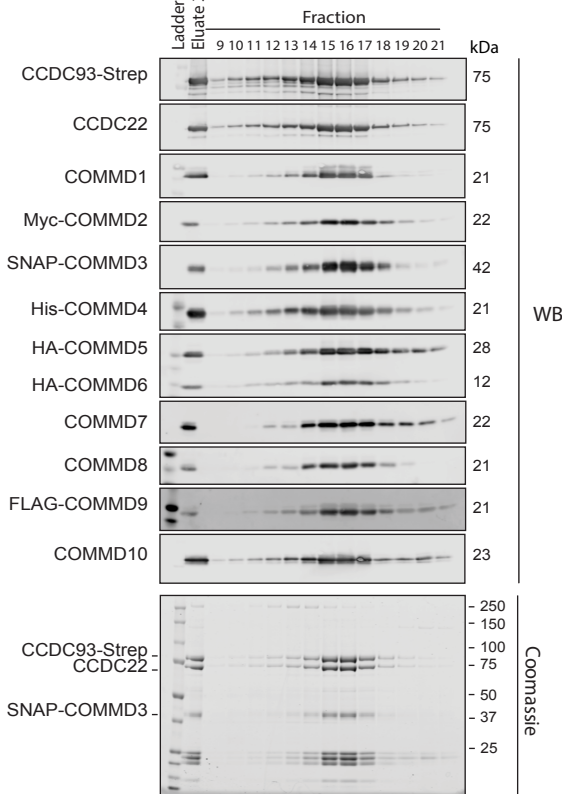 Fraction
Ladder
Eluate
9 10 11 12 13 14 15 16 17 18 19 20 21
kDa
CCDC93-Strep 75
CCDC22 75
COMMD1 21
Myc-COMMD2 22
SNAP-COMMD3 42
His-COMMD4 21
HA-COMMD5 28
HA-COMMD6 12
COMMD7 22
COMMD8 21
FLAG-COMMD9 21
COMMD10 23
WB
- 250
- 150
CCDC93-Strep - 100
CCDC22 - 75
- 50
SNAP-COMMD3 - 37
- 25
Coomassie